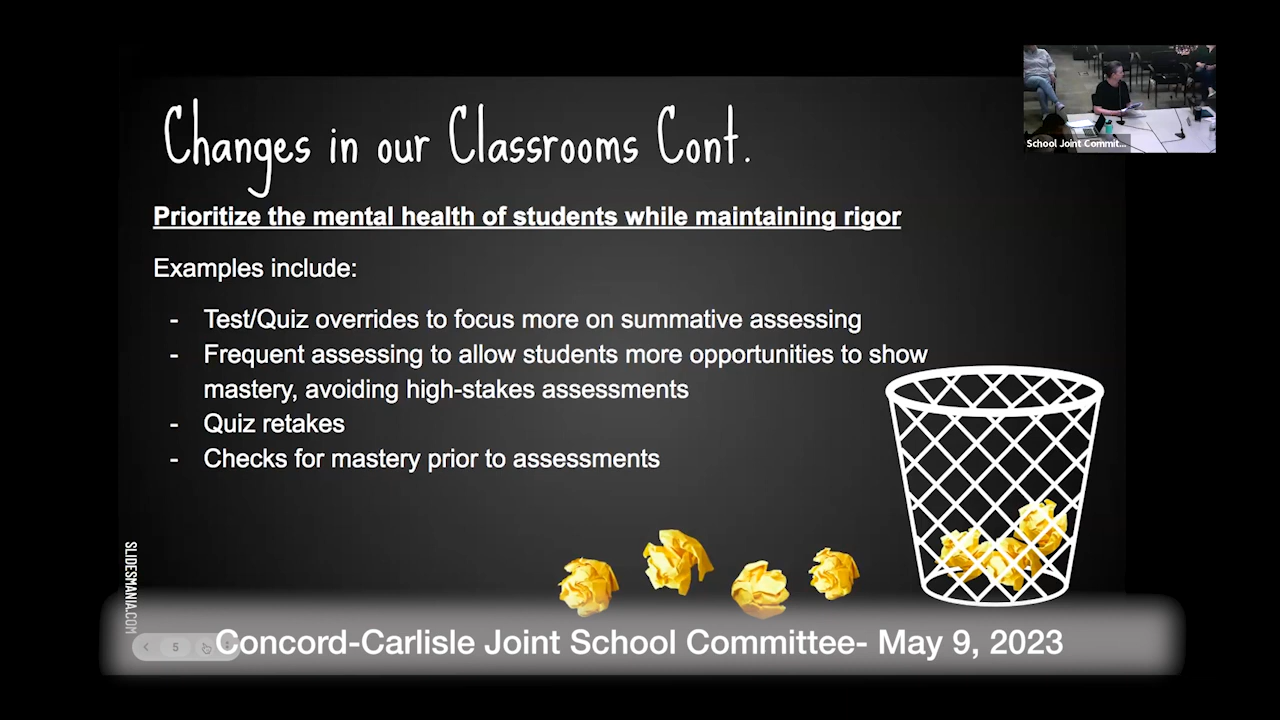 Changes in our Classrooms Cont.
School Joint Commit...
Prioritize the mental health of students while maintaining rigor
Examples include:
- Test/Quiz overrides to focus more on summative assessing
- Frequent assessing to allow students more opportunities to show
mastery, avoiding high-stakes assessments
- Quiz retakes
- Checks for mastery prior to assessments
SLIDESMANIA.COM
5
Concord-Carlisle Joint School Committee- May 9, 2023